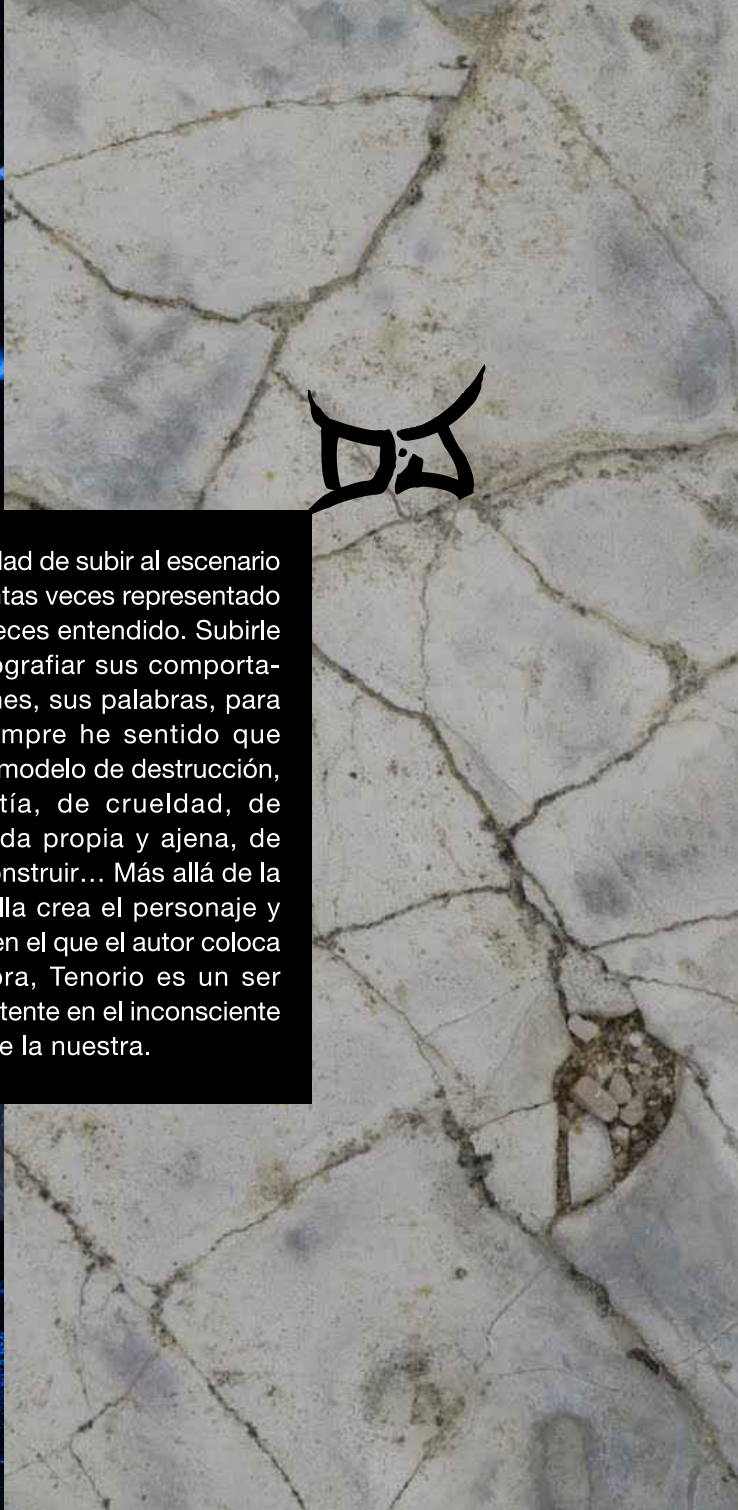 DJ
dad de subir al escenario
ntas veces representado
eces entendido. Subirle
ografiar sus comporta-
nes, sus palabras, para
mpre he sentido que
modelo de destrucción,
tía, de crueldad, de
da propia y ajena, de
nstruir... Más allá de la
lla crea el personaje y
en el que el autor coloca
ora, Tenorio es un ser
tente en el inconsciente
e la nuestra.